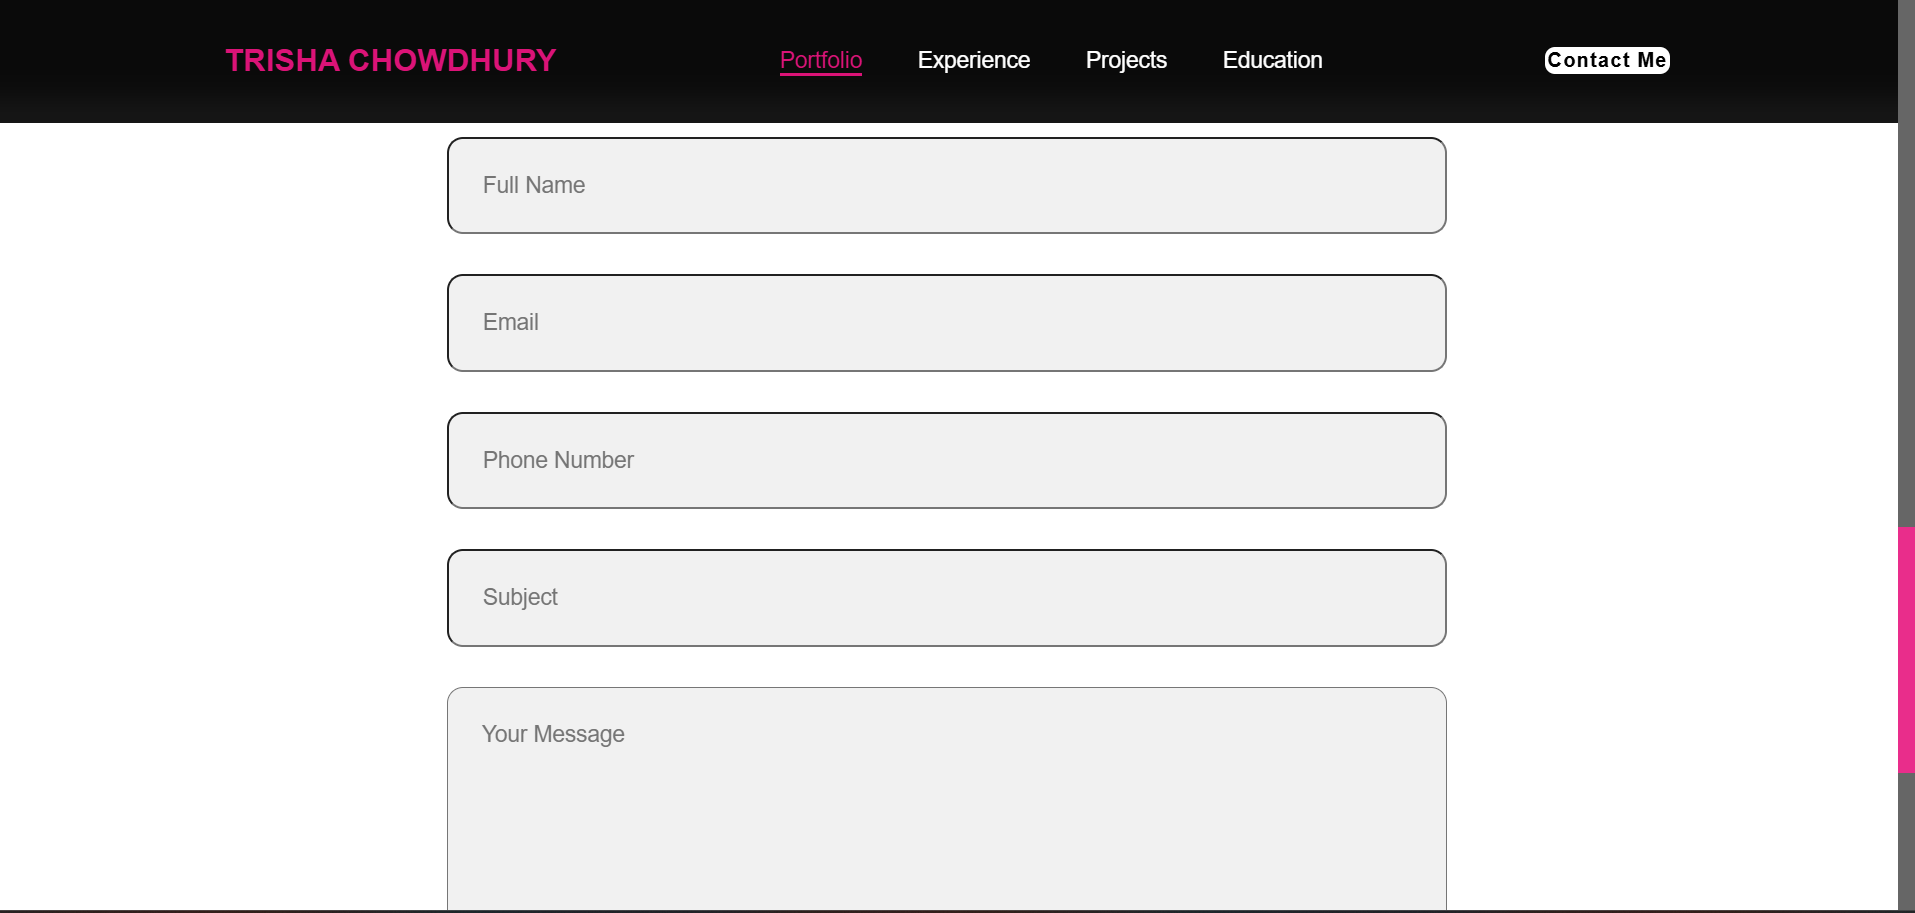 TRISHA CHOWDHURY Portfolio Experience Projects Education Contact Me
Full Name
Email
Phone Number
Subject
Your Message